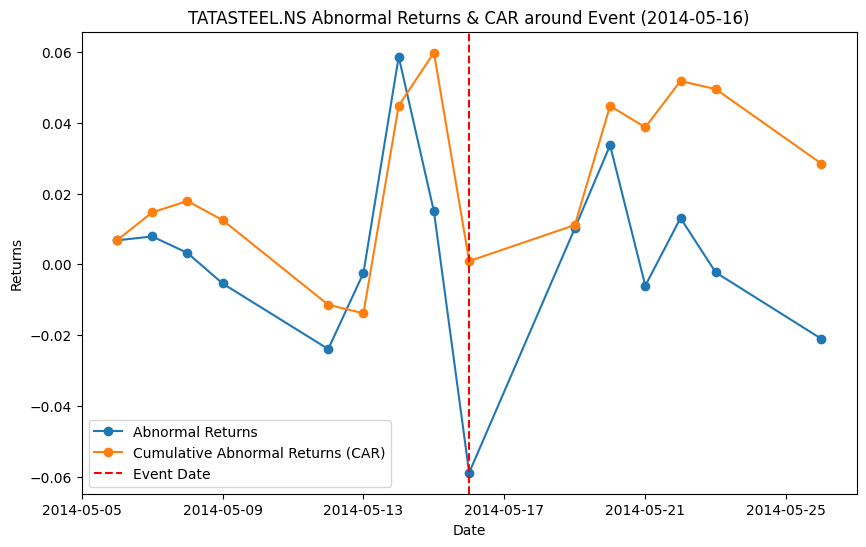 TATASTEEL.NS Abnormal Returns & CAR around Event (2014-05-16)
Returns
0.06
0.04
0.02
0.00
−0.02
−0.04
−0.06
Abnormal Returns
Cumulative Abnormal Returns (CAR)
Event Date
2014-05-05 2014-05-09 2014-05-13 2014-05-17 2014-05-21 2014-05-25
Date